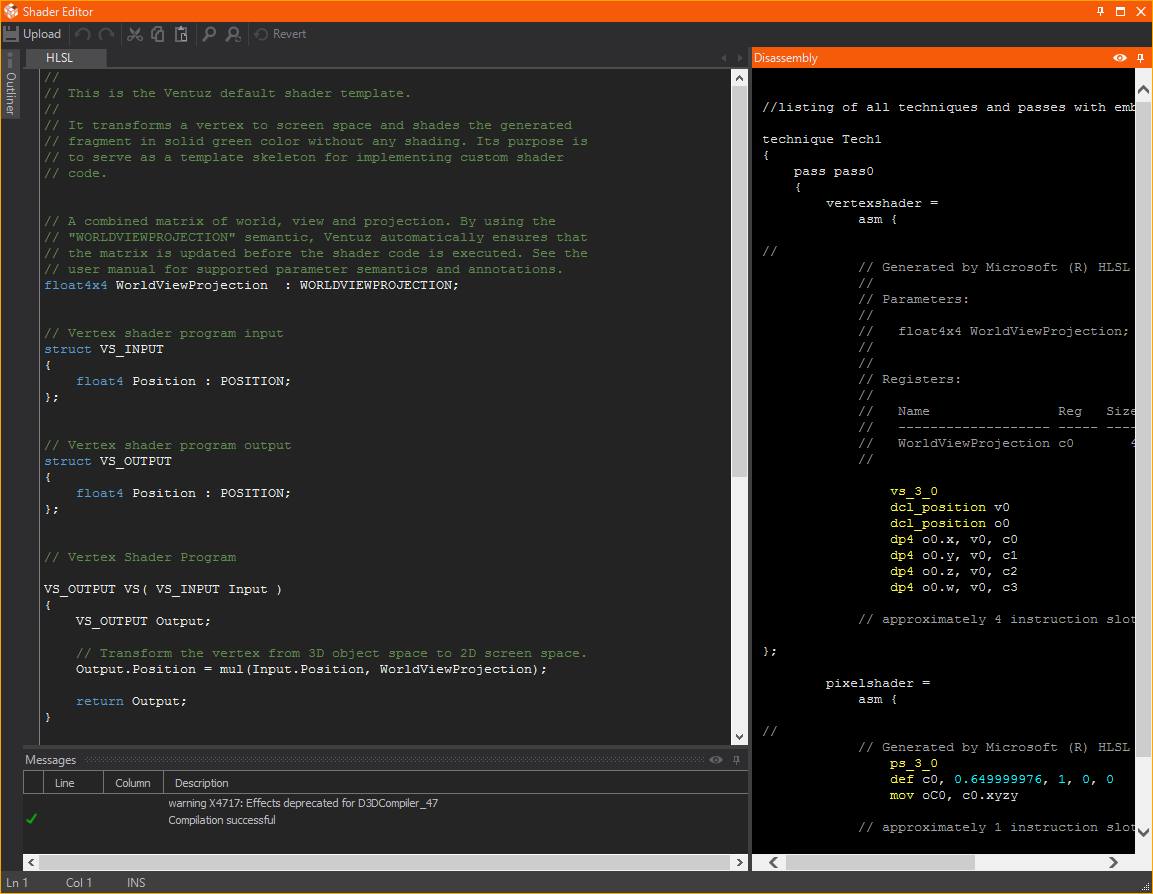 Shader Editor
Upload
Revert
Outliner
HLSL
//
// This is the Ventuz default shader template.
//
// It transforms a vertex to screen space and shades the generated
// fragment in solid green color without any shading. Its purpose is
// to serve as a template skeleton for implementing custom shader
// code.
// A combined matrix of world, view and projection. By using the
// "WORLDVIEWPROJECTION" semantic, Ventuz automatically ensures that
// the matrix is updated before the shader code is executed. See the
// user manual for supported parameter semantics and annotations.
float4x4 WorldViewProjection  : WORLDVIEWPROJECTION;
// Vertex shader program input
struct VS_INPUT
{
    float4 Position : POSITION;
};
// Vertex shader program output
struct VS_OUTPUT
{
    float4 Position : POSITION;
};
// Vertex Shader Program
VS_OUTPUT VS( VS_INPUT Input )
{
    VS_OUTPUT Output;
    // Transform the vertex from 3D object space to 2D screen space.
    Output.Position = mul(Input.Position, WorldViewProjection);
    return Output;
}
Disassembly
//listing of all techniques and passes with emb
technique Tech1
{
    pass pass0
    {
        vertexshader =
            asm {
//
            // Generated by Microsoft (R) HLSL
            //
            // Parameters:
            //
            //   float4x4 WorldViewProjection;
            //
            //
            // Registers:
            //
            //   Name                Reg   Size
            //   ------------------- ----- ----
            //   WorldViewProjection c0       4
            //
                vs_3_0
                dcl_position v0
                dcl_position o0
                dp4 o0.x, v0, c0
                dp4 o0.y, v0, c1
                dp4 o0.z, v0, c2
                dp4 o0.w, v0, c3
            // approximately 4 instruction slot
};
        pixelshader =
            asm {
//
            // Generated by Microsoft (R) HLSL
                ps_3_0
                def c0, 0.649999976, 1, 0, 0
                mov oC0, c0.xyzy
            // approximately 1 instruction slot
Messages
Line Column Description
warning X4717: Effects deprecated for D3DCompiler_47
Compilation successful
Ln 1 Col 1 INS